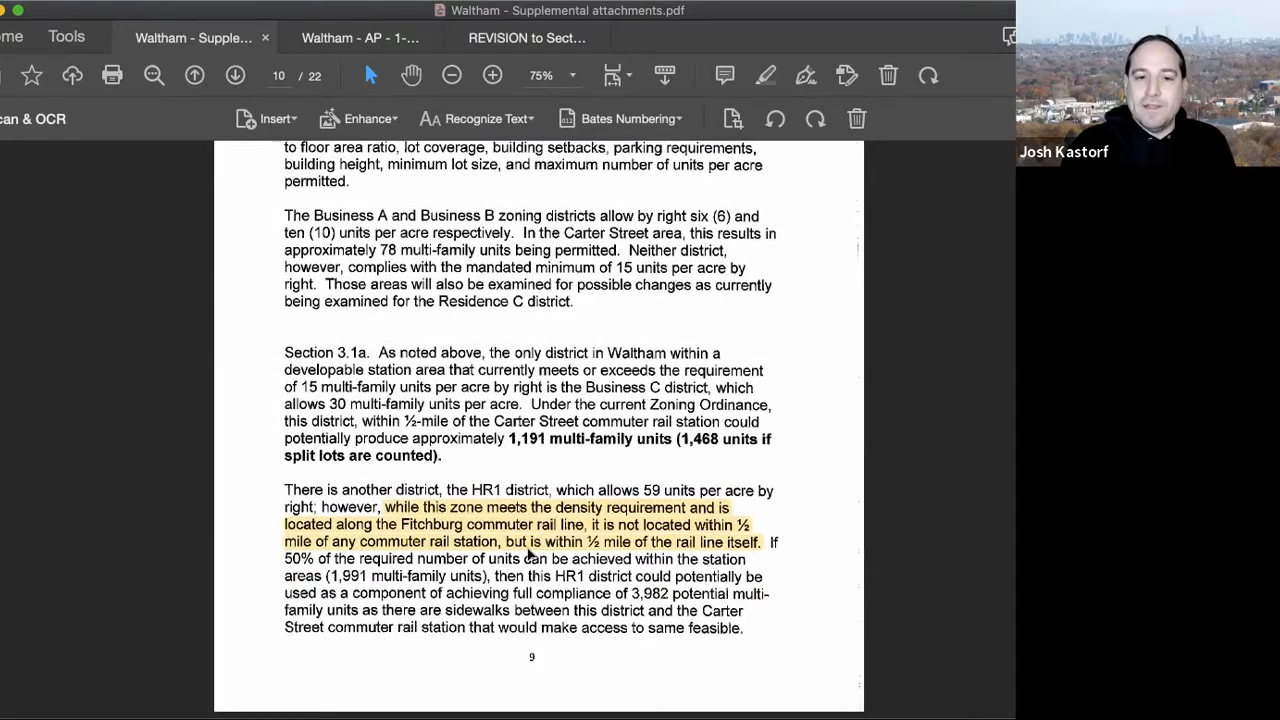 Waltham - Supplemental attachments.pdf
ome Tools Waltham - Supple... × Waltham - AP - 1-... REVISION to Sect...
10 / 22 75%
can & OCR Insert Enhance Recognize Text Bates Numbering
to floor area ratio, lot coverage, building setbacks, parking requirements,
building height, minimum lot size, and maximum number of units per acre
permitted.
The Business A and Business B zoning districts allow by right six (6) and
ten (10) units per acre respectively. In the Carter Street area, this results in
approximately 78 multi-family units being permitted. Neither district,
however, complies with the mandated minimum of 15 units per acre by
right. Those areas will also be examined for possible changes as currently
being examined for the Residence C district.
Section 3.1a. As noted above, the only district in Waltham within a
developable station area that currently meets or exceeds the requirement
of 15 multi-family units per acre by right is the Business C district, which
allows 30 multi-family units per acre. Under the current Zoning Ordinance,
this district, within ½-mile of the Carter Street commuter rail station could
potentially produce approximately 1,191 multi-family units (1,468 units if
split lots are counted).
There is another district, the HR1 district, which allows 59 units per acre by
right; however, while this zone meets the density requirement and is
located along the Fitchburg commuter rail line, it is not located within ½
mile of any commuter rail station, but is within ½ mile of the rail line itself. If
50% of the required number of units can be achieved within the station
areas (1,991 multi-family units), then this HR1 district could potentially be
used as a component of achieving full compliance of 3,982 potential multi-
family units as there are sidewalks between this district and the Carter
Street commuter rail station that would make access to same feasible.
9
Josh Kastorf